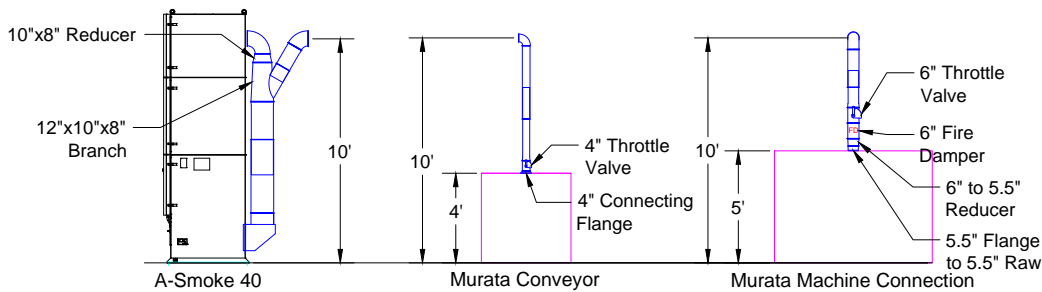 10"x8" Reducer
12"x10"x8"
Branch
10'
A-Smoke 40
10'
4'
4" Throttle
Valve
4" Connecting
Flange
Murata Conveyor
10'
5'
FD
6" Throttle
Valve
6" Fire
Damper
6" to 5.5"
Reducer
5.5" Flange
to 5.5" Raw
Murata Machine Connection